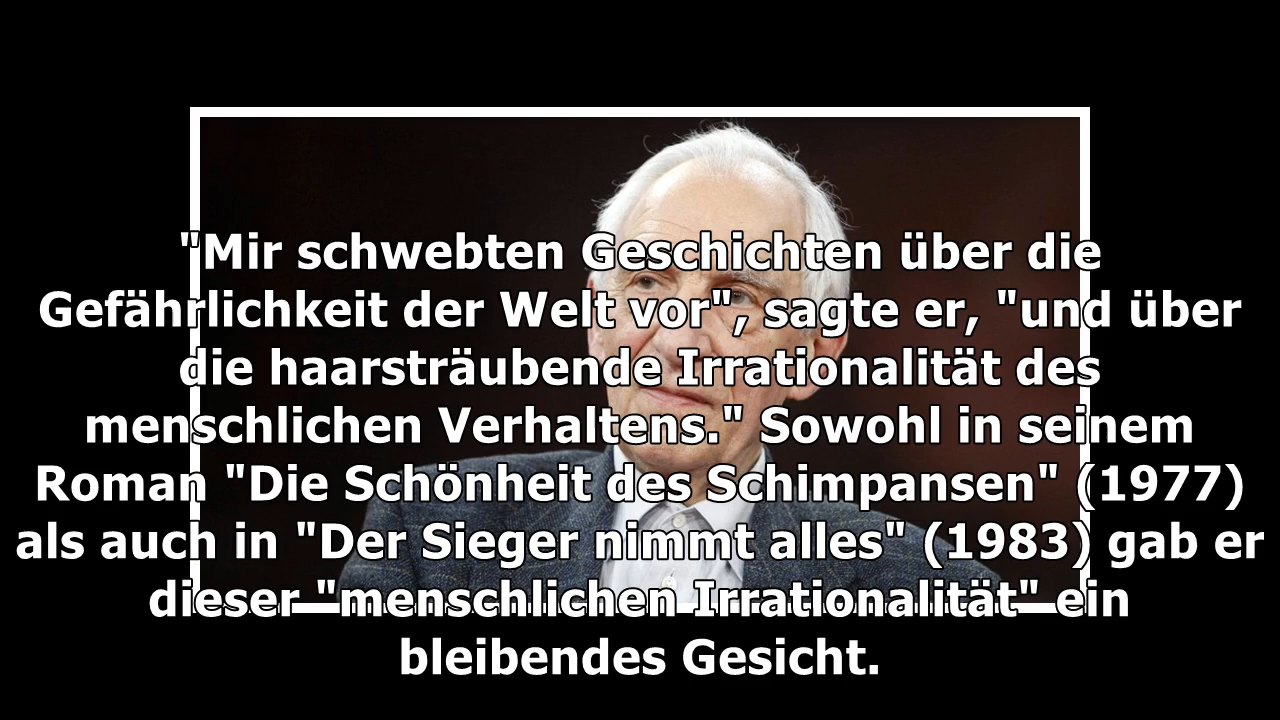 "Mir schwebten Geschichten über die
Gefährlichkeit der Welt vor", sagte er, "und über
die haarsträubende Irrationalität des
menschlichen Verhaltens." Sowohl in seinem
Roman "Die Schönheit des Schimpansen" (1977)
als auch in "Der Sieger nimmt alles" (1983) gab er
dieser "menschlichen Irrationalität" ein
bleibendes Gesicht.